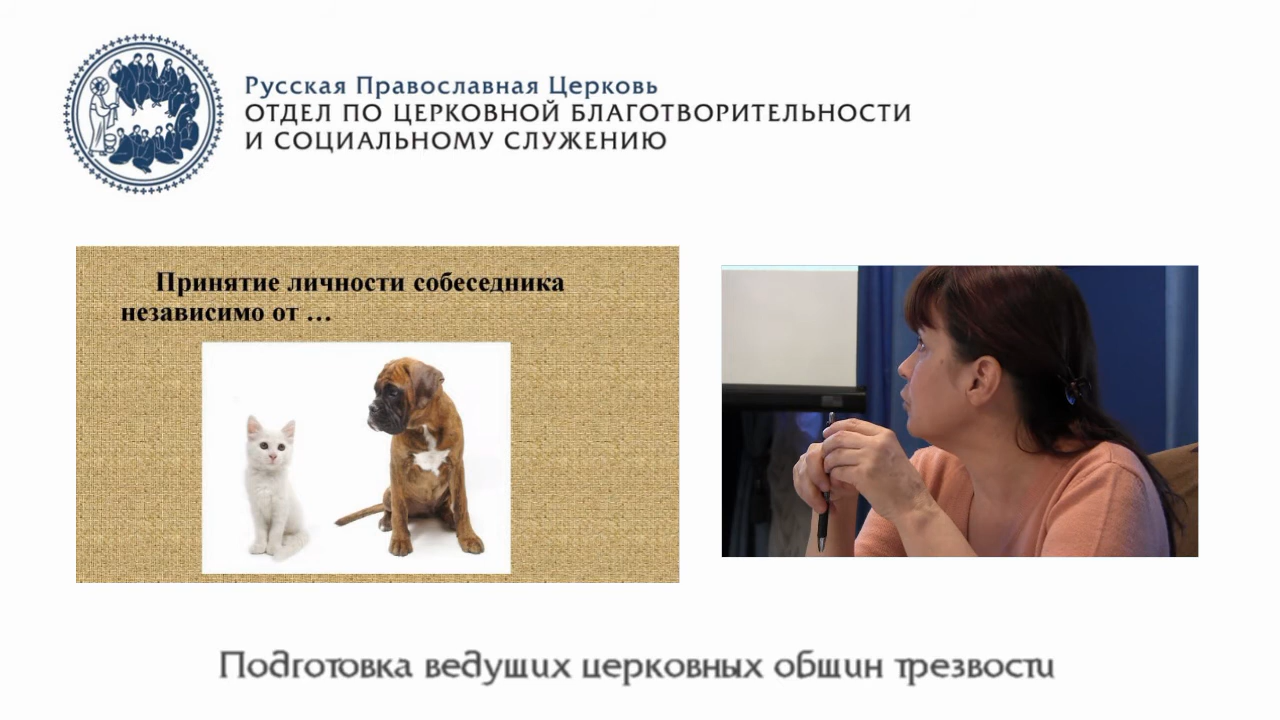 Русская Православная Церковь
ОТДЕЛ ПО ЦЕРКОВНОЙ БЛАГОТВОРИТЕЛЬНОСТИ
И СОЦИАЛЬНОМУ СЛУЖЕНИЮ
Принятие личности собеседника
независимо от ...
Подготовка ведущих церковных общин трезвости